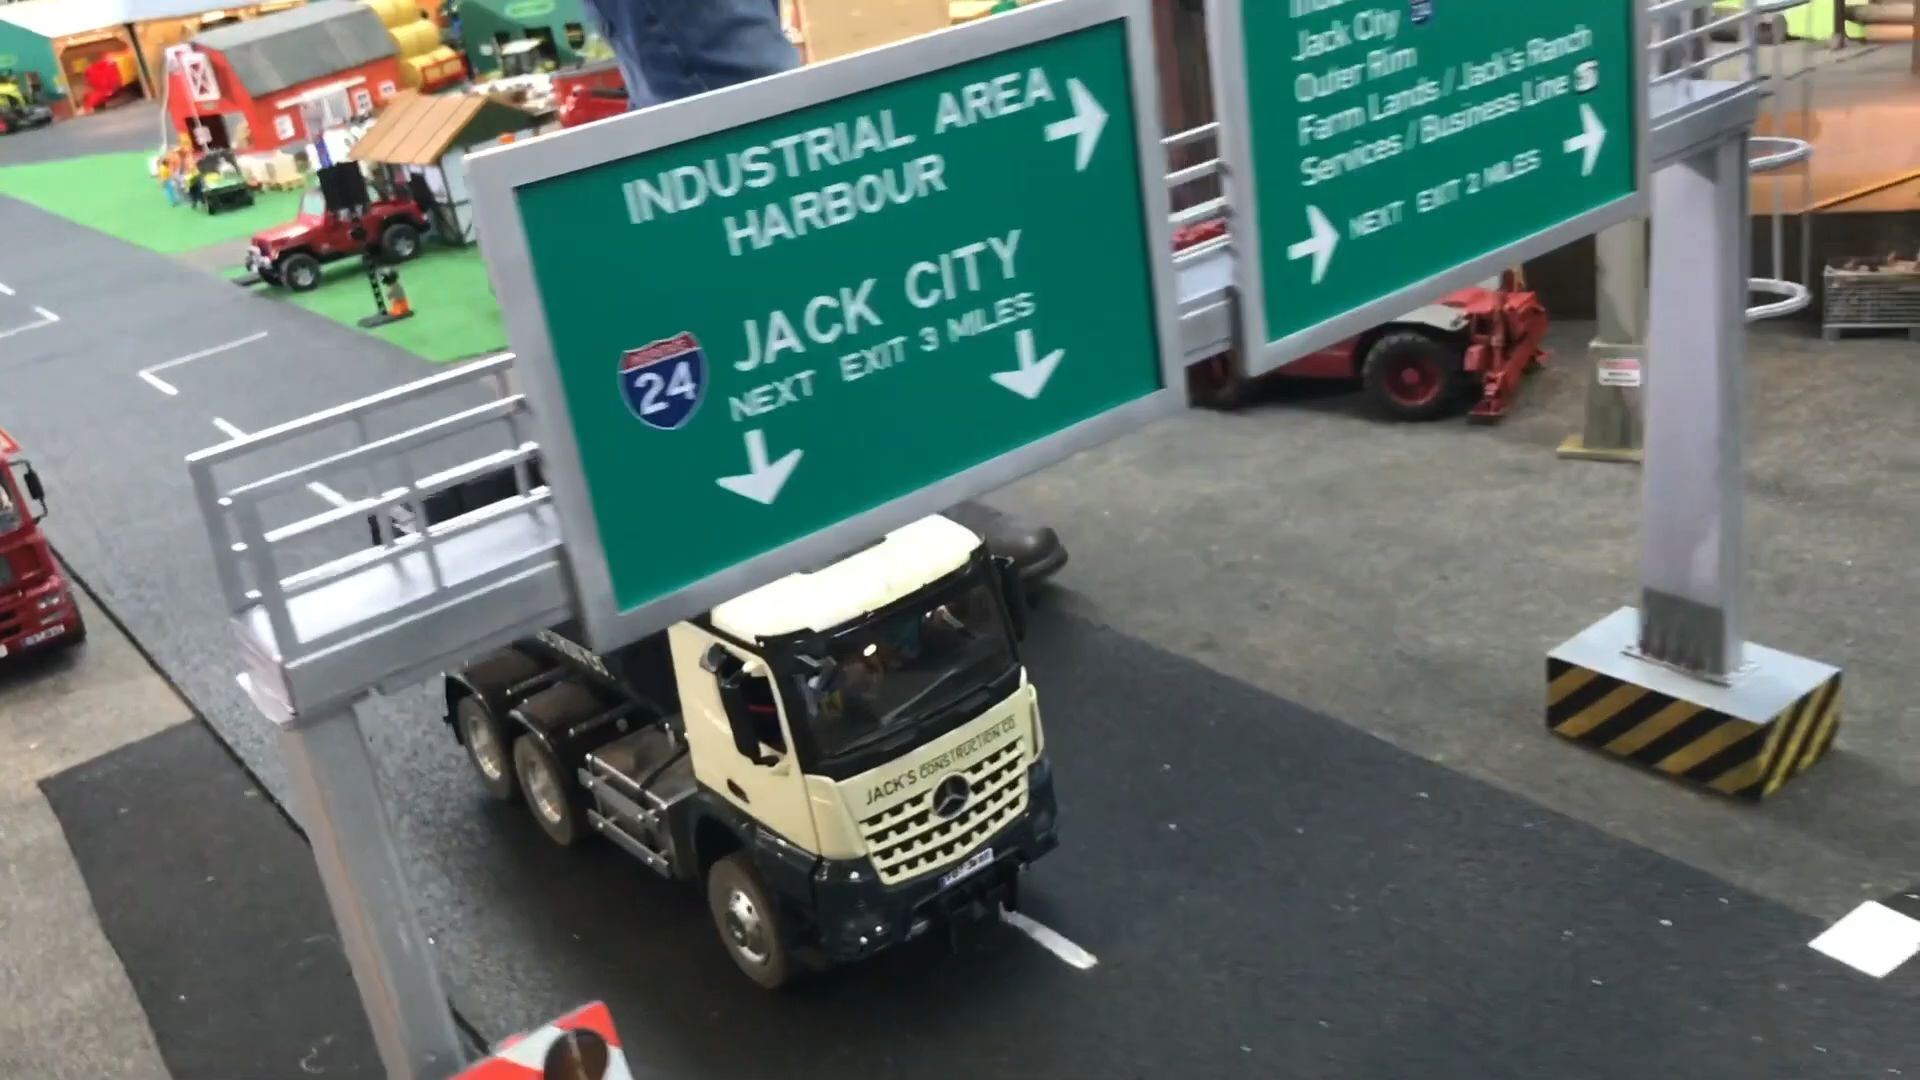 INDUSTRIAL AREA
HARBOUR
JACK CITY
24
NEXT EXIT 3 MILES
Jack City
Outer Rim
Farm Lands / Jack's Ranch
Services / Business Line
NEXT EXIT 2 MILES
JACK'S CONSTRUCTION CO.